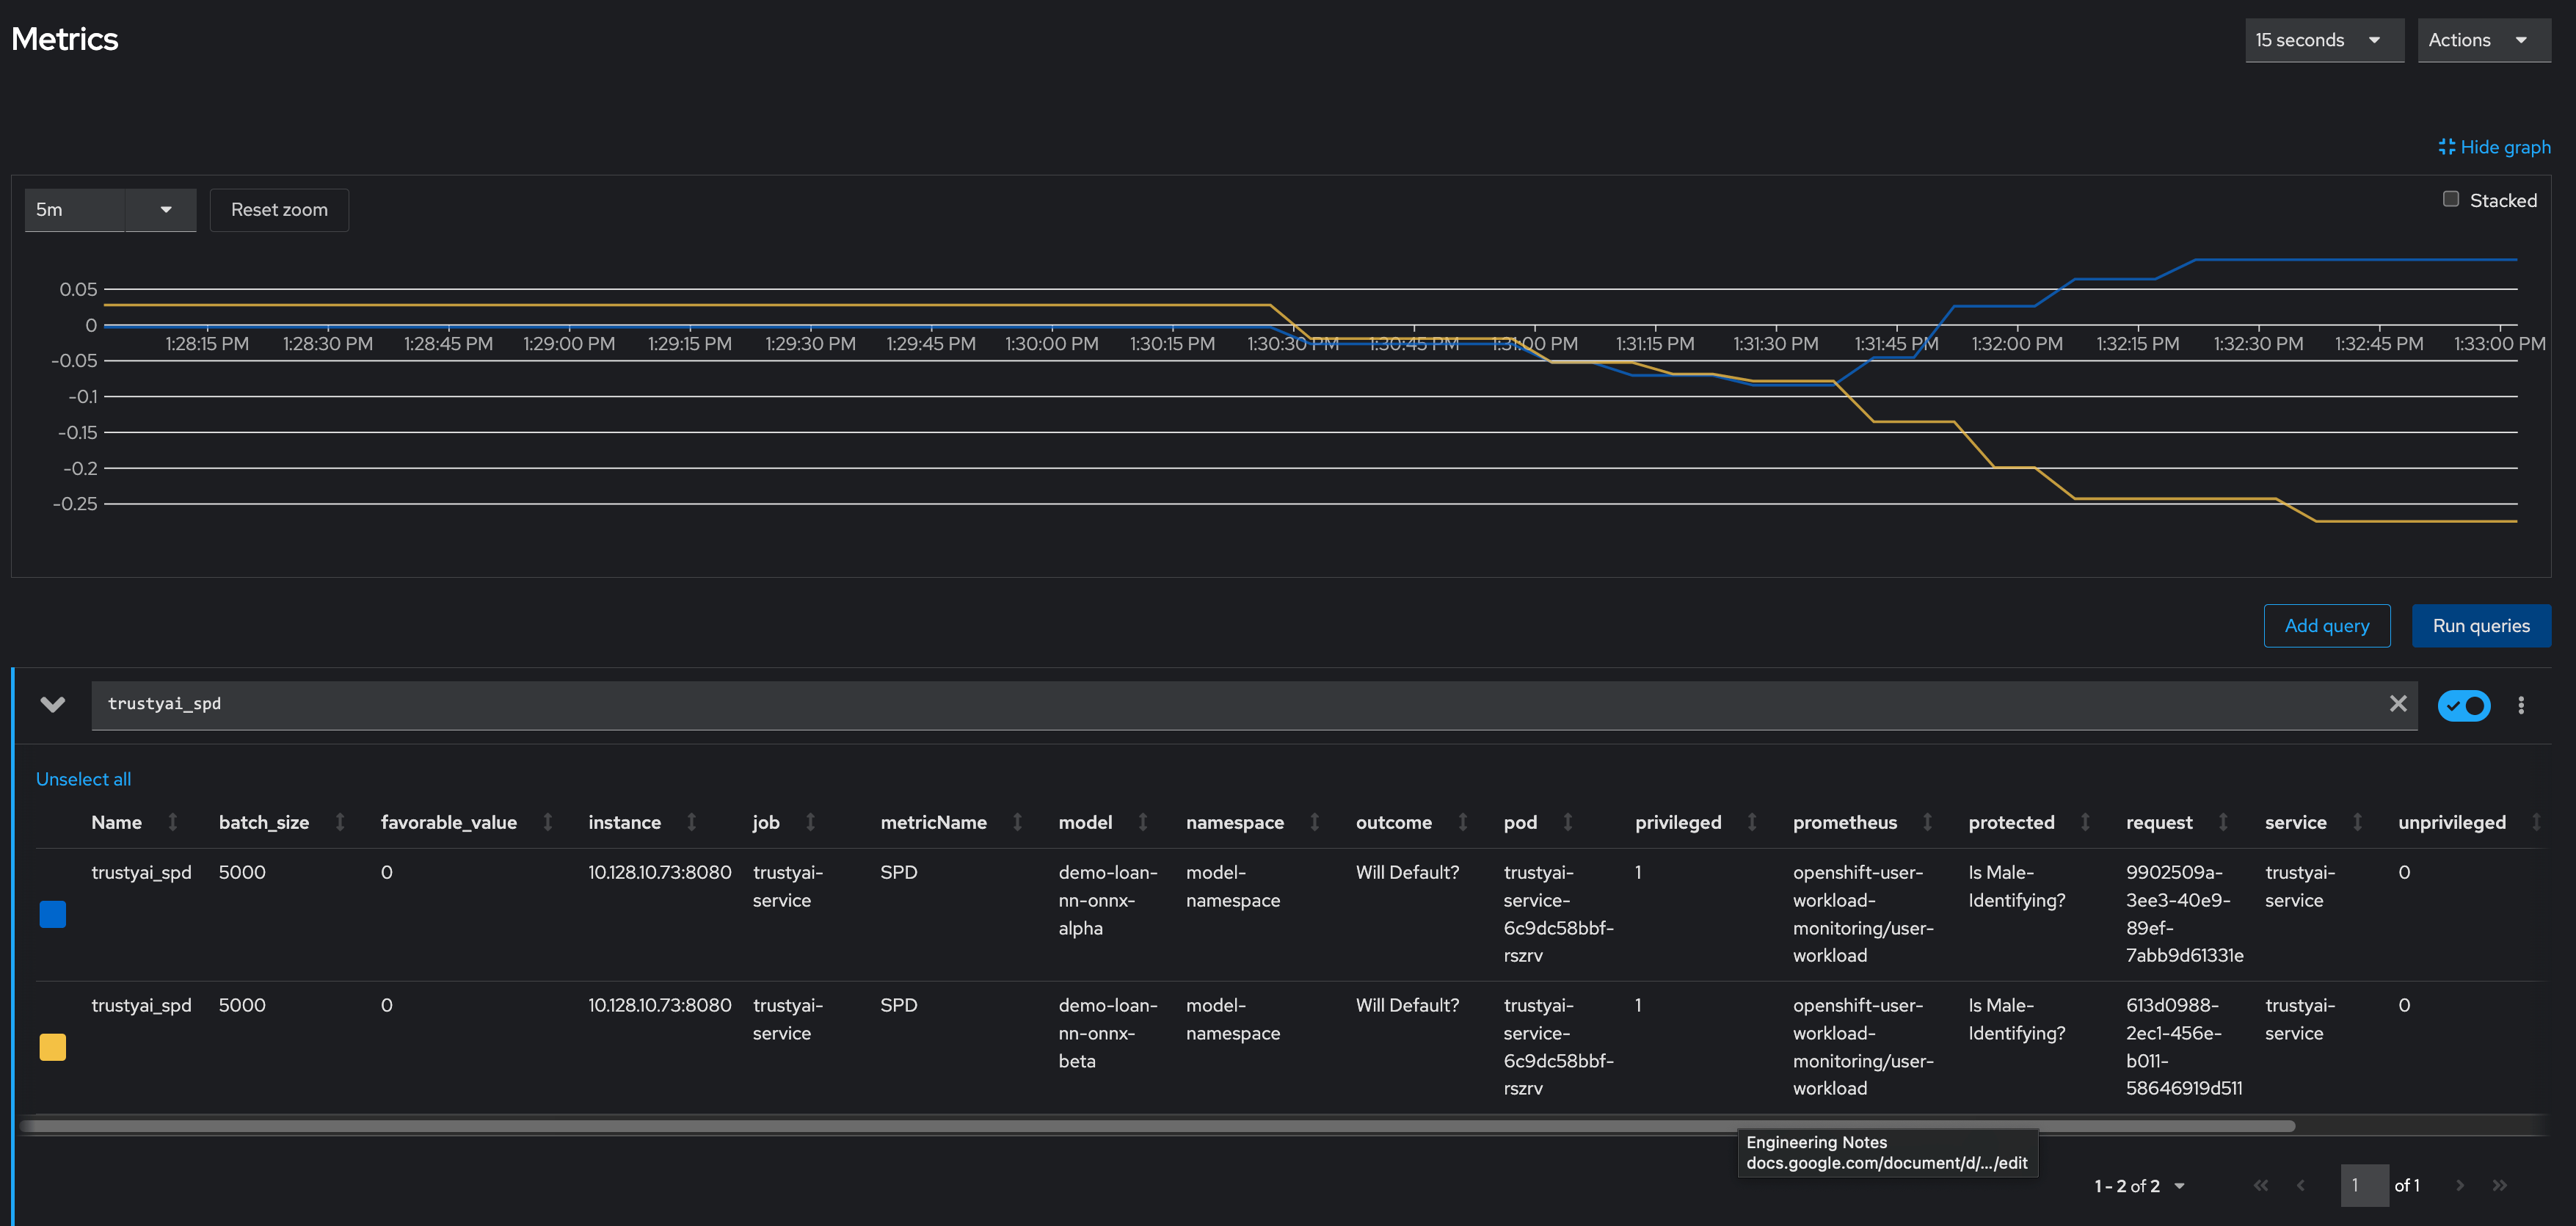 Metrics
15 seconds
Actions
Hide graph
5m
Reset zoom
Stacked
0.05
0
-0.05
-0.1
-0.15
-0.2
-0.25
1:28:15 PM 1:28:30 PM 1:28:45 PM 1:29:00 PM 1:29:15 PM 1:29:30 PM 1:29:45 PM 1:30:00 PM 1:30:15 PM 1:30:30 PM 1:30:45 PM 1:31:00 PM 1:31:15 PM 1:31:30 PM 1:31:45 PM 1:32:00 PM 1:32:15 PM 1:32:30 PM 1:32:45 PM 1:33:00 PM
Add query
Run queries
trustyai_spd
Unselect all
Name batch_size favorable_value instance job metricName model namespace outcome pod privileged prometheus protected request service unprivileged
trustyai_spd 5000 0 10.128.10.73:8080 trustyai- SPD demo-loan- model- Will Default? trustyai- 1 openshift-user- Is Male- 9902509a- trustyai- 0
service nn-onnx- namespace service- workload- Identifying? 3ee3-40e9- service
alpha 6c9dc58bbf- monitoring/user- 89ef-
rszrv workload 7abb9d61331e
trustyai_spd 5000 0 10.128.10.73:8080 trustyai- SPD demo-loan- model- Will Default? trustyai- 1 openshift-user- Is Male- 613d0988- trustyai- 0
service nn-onnx- namespace service- workload- Identifying? 2ec1-456e- service
beta 6c9dc58bbf- monitoring/user- b011-
rszrv workload 58646919d511
Engineering Notes
docs.google.com/document/d/.../edit
1 - 2 of 2
1 of 1